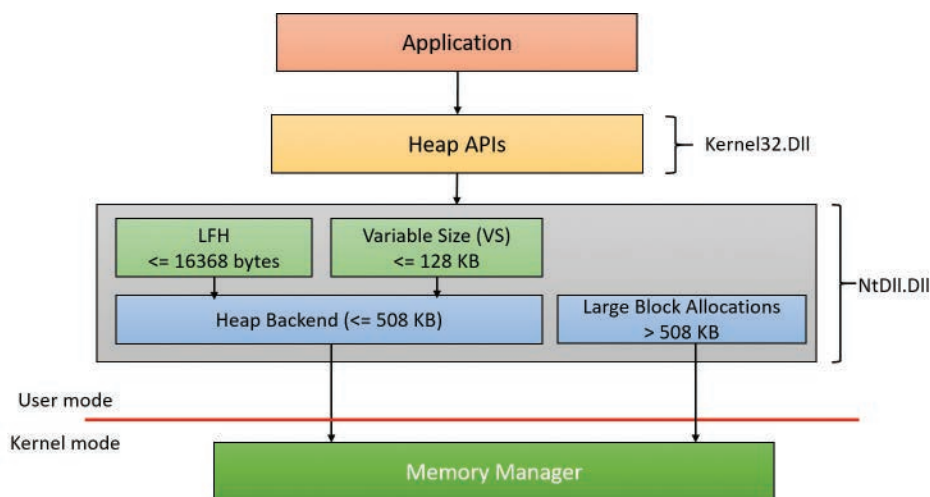 Application
Heap APIs
Kernel32.Dll
LFH
<= 16368 bytes
Variable Size (VS)
<= 128 KB
NtDll.Dll
Heap Backend (<= 508 KB)
Large Block Allocations
> 508 KB
User mode
Kernel mode
Memory Manager